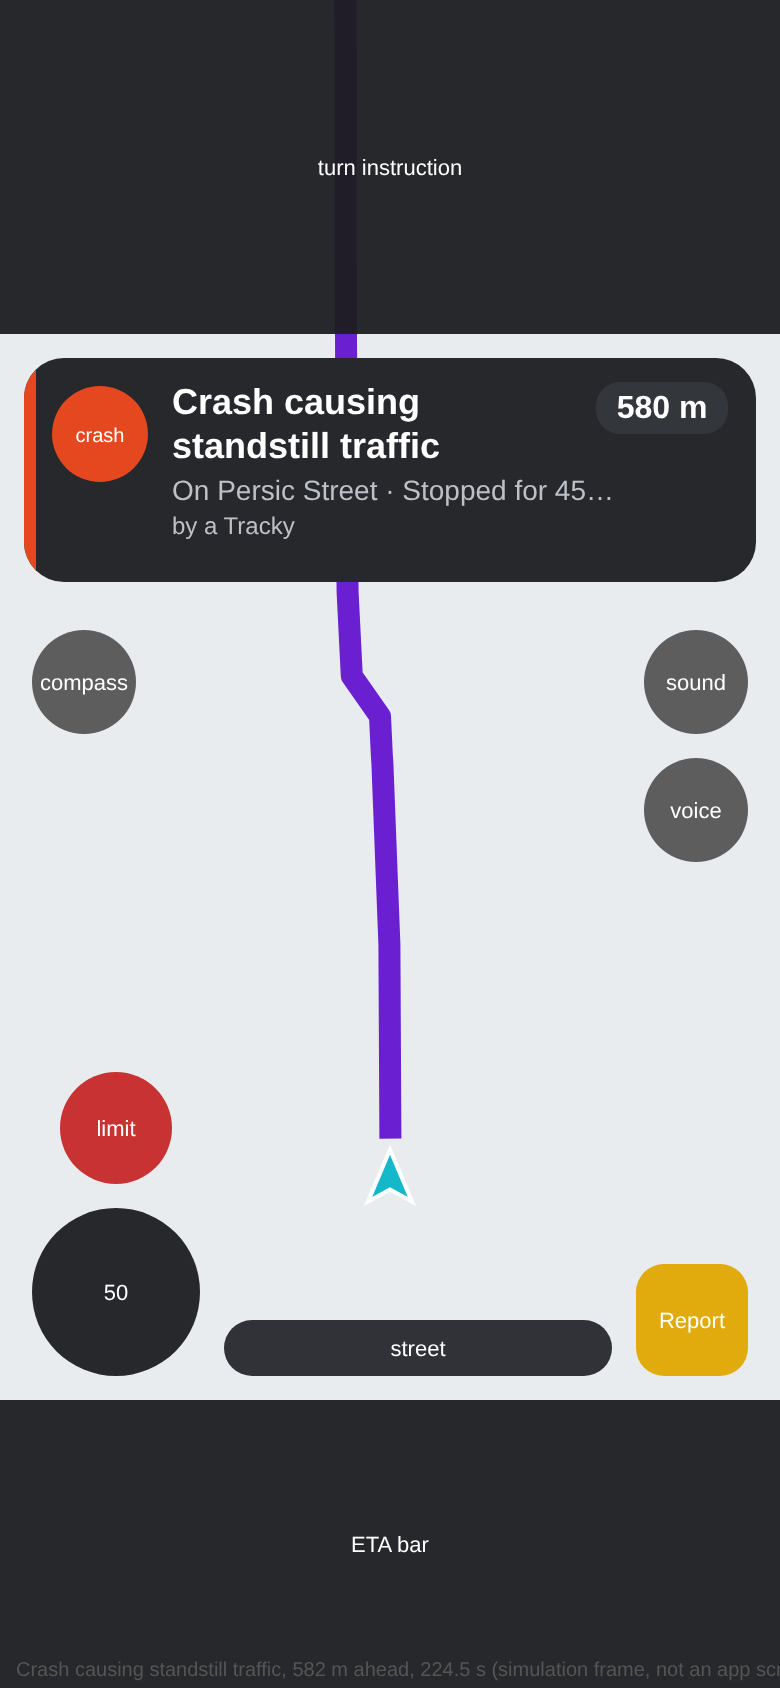 turn instruction
crash
Crash causing
standstill traffic
580 m
On Persic Street · Stopped for 45…
by a Tracky
compass
sound
voice
limit
50
street
Report
ETA bar
Crash causing standstill traffic, 582 m ahead, 224.5 s (simulation frame, not an app scr